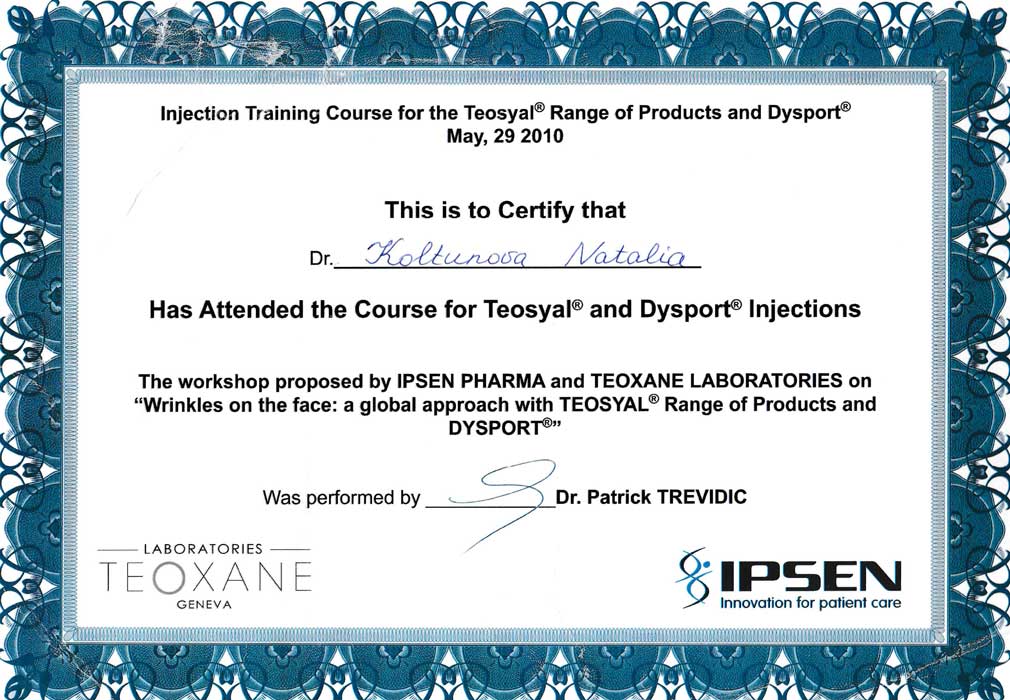 Injection Training Course for the Teosyal® Range of Products and Dysport®
May, 29 2010
This is to Certify that
Dr. Koltunova Natalia
Has Attended the Course for Teosyal® and Dysport® Injections
The workshop proposed by IPSEN PHARMA and TEOXANE LABORATORIES on
“Wrinkles on the face: a global approach with TEOSYAL® Range of Products and
DYSPORT®”
Was performed by Dr. Patrick TREVIDIC
LABORATORIES
TEOXANE
GENEVA
IPSEN
Innovation for patient care